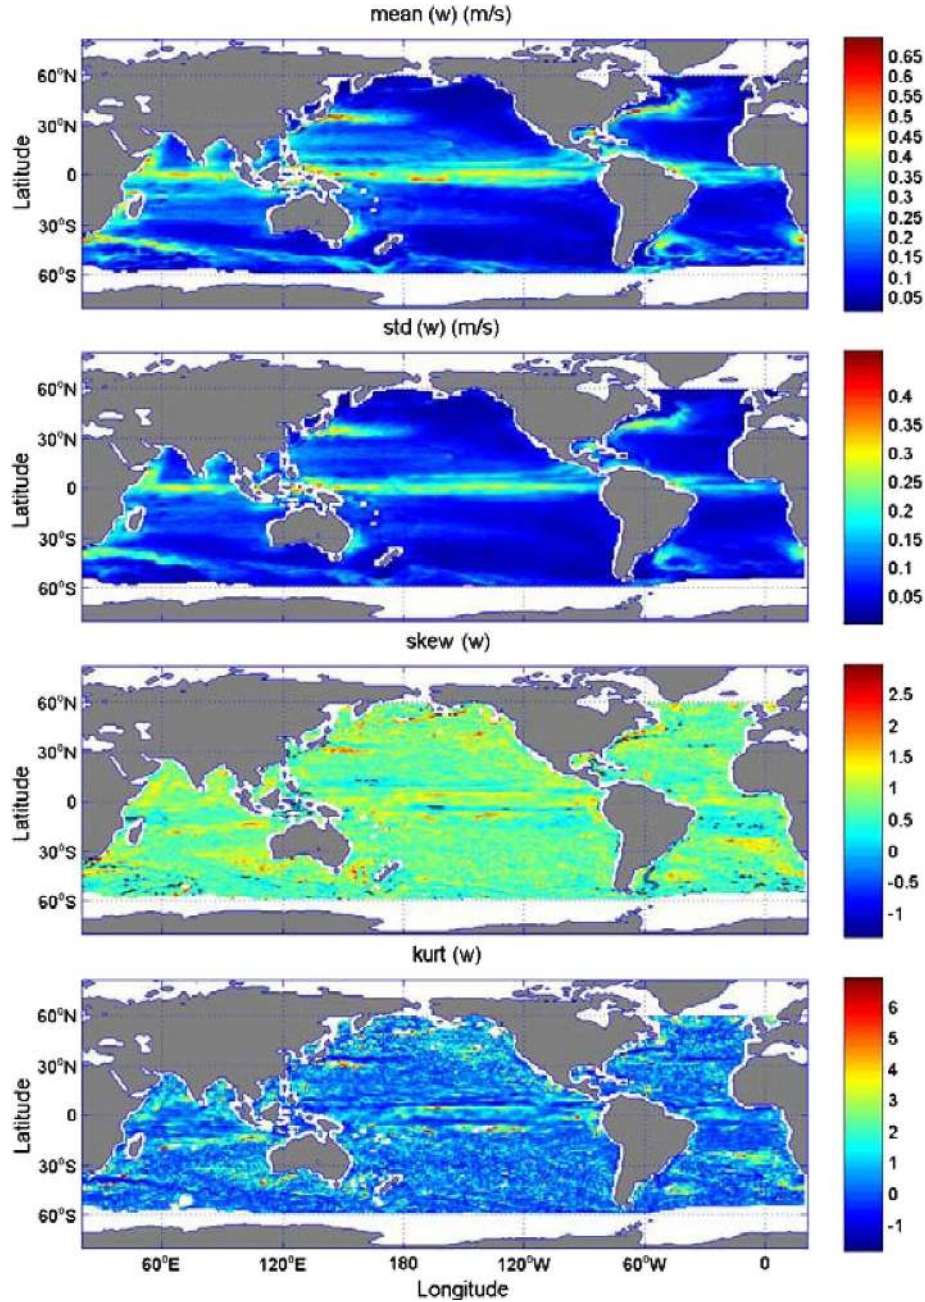 mean (w) (m/s)
60°N
30°N
0
30°S
60°S
Latitude
0.65
0.6
0.55
0.5
0.45
0.4
0.35
0.3
0.25
0.2
0.15
0.1
0.05
std (w) (m/s)
60°N
30°N
0
30°S
60°S
Latitude
0.4
0.35
0.3
0.25
0.2
0.15
0.1
0.05
skew (w)
60°N
30°N
0
30°S
60°S
Latitude
2.5
2
1.5
1
0.5
0
-0.5
-1
kurt (w)
60°N
30°N
0
30°S
60°S
Latitude
6
5
4
3
2
1
0
-1
60°E 120°E 180 120°W 60°W 0
Longitude